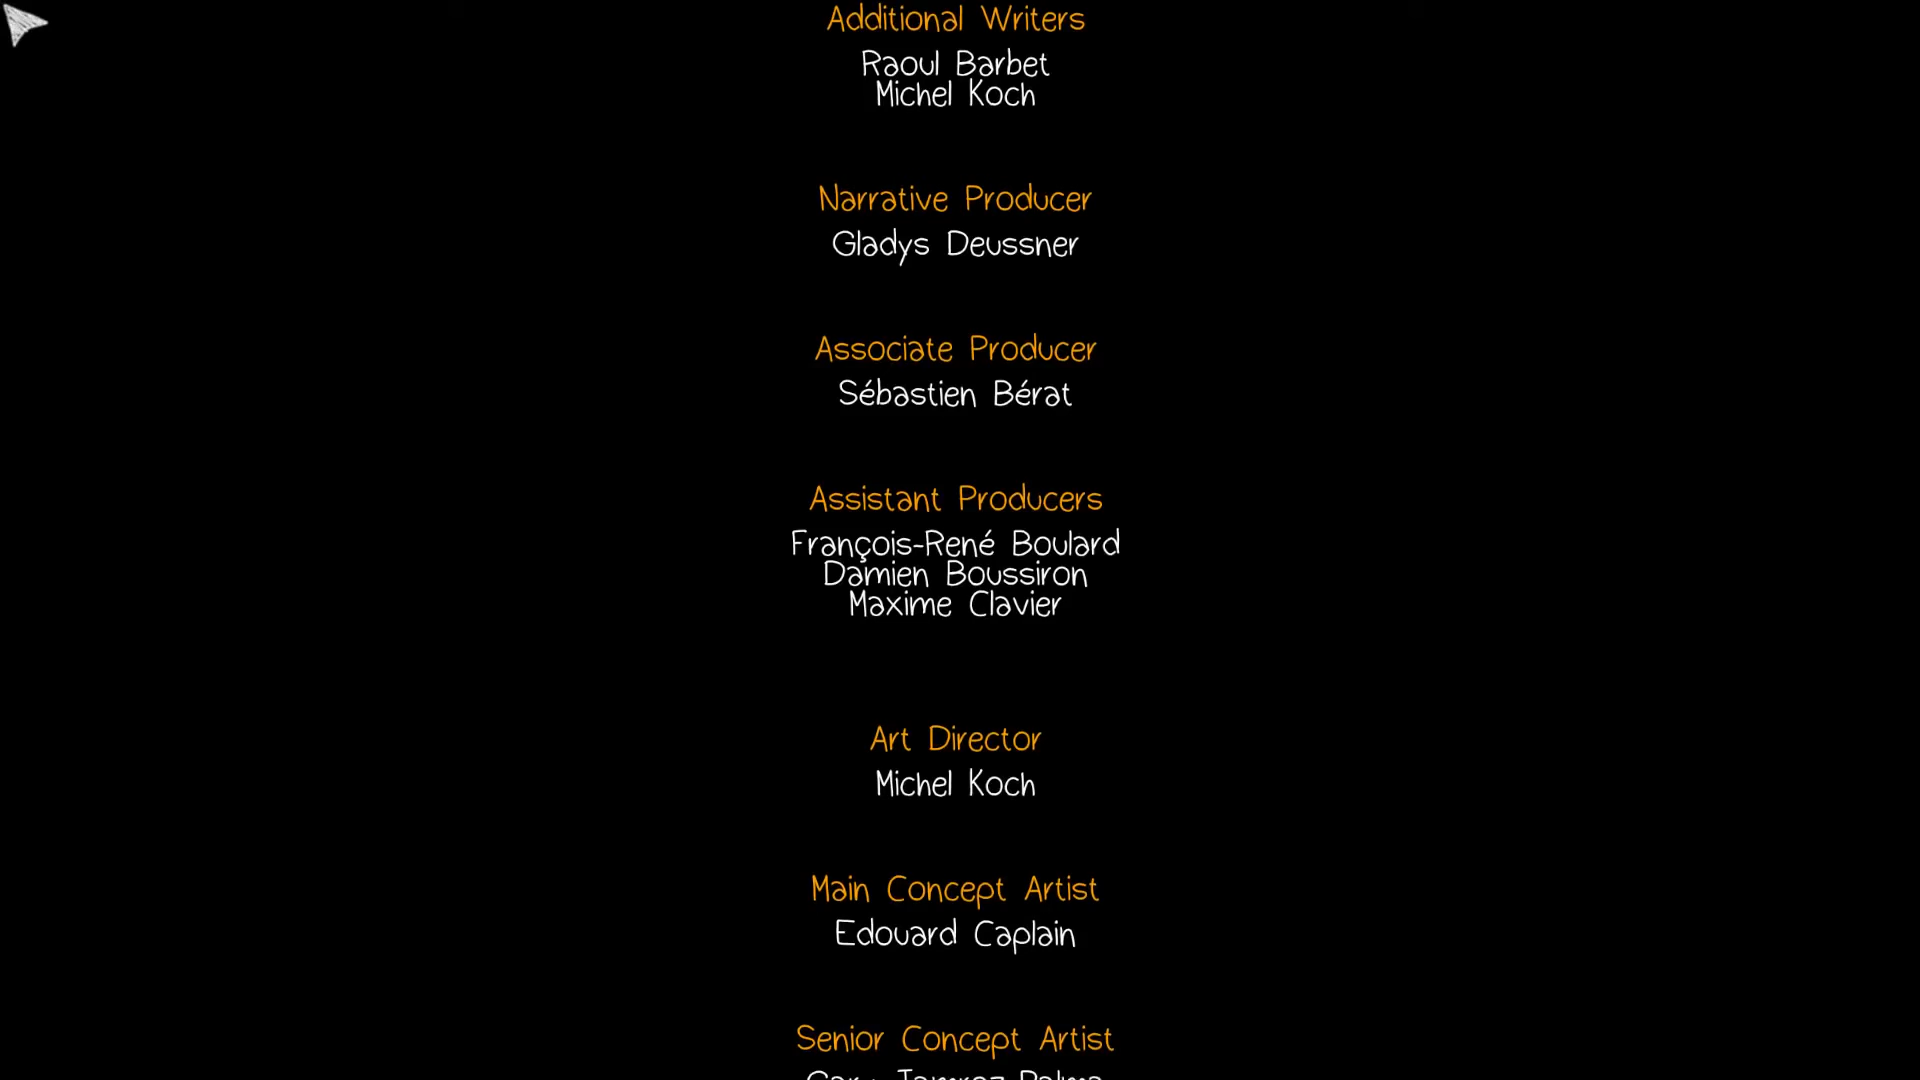 Additional Writers
Raoul Barbet
Michel Koch
Narrative Producer
Gladys Deussner
Associate Producer
Sébastien Bérat
Assistant Producers
François-René Boulard
Damien Boussiron
Maxime Clavier
Art Director
Michel Koch
Main Concept Artist
Edouard Caplain
Senior Concept Artist